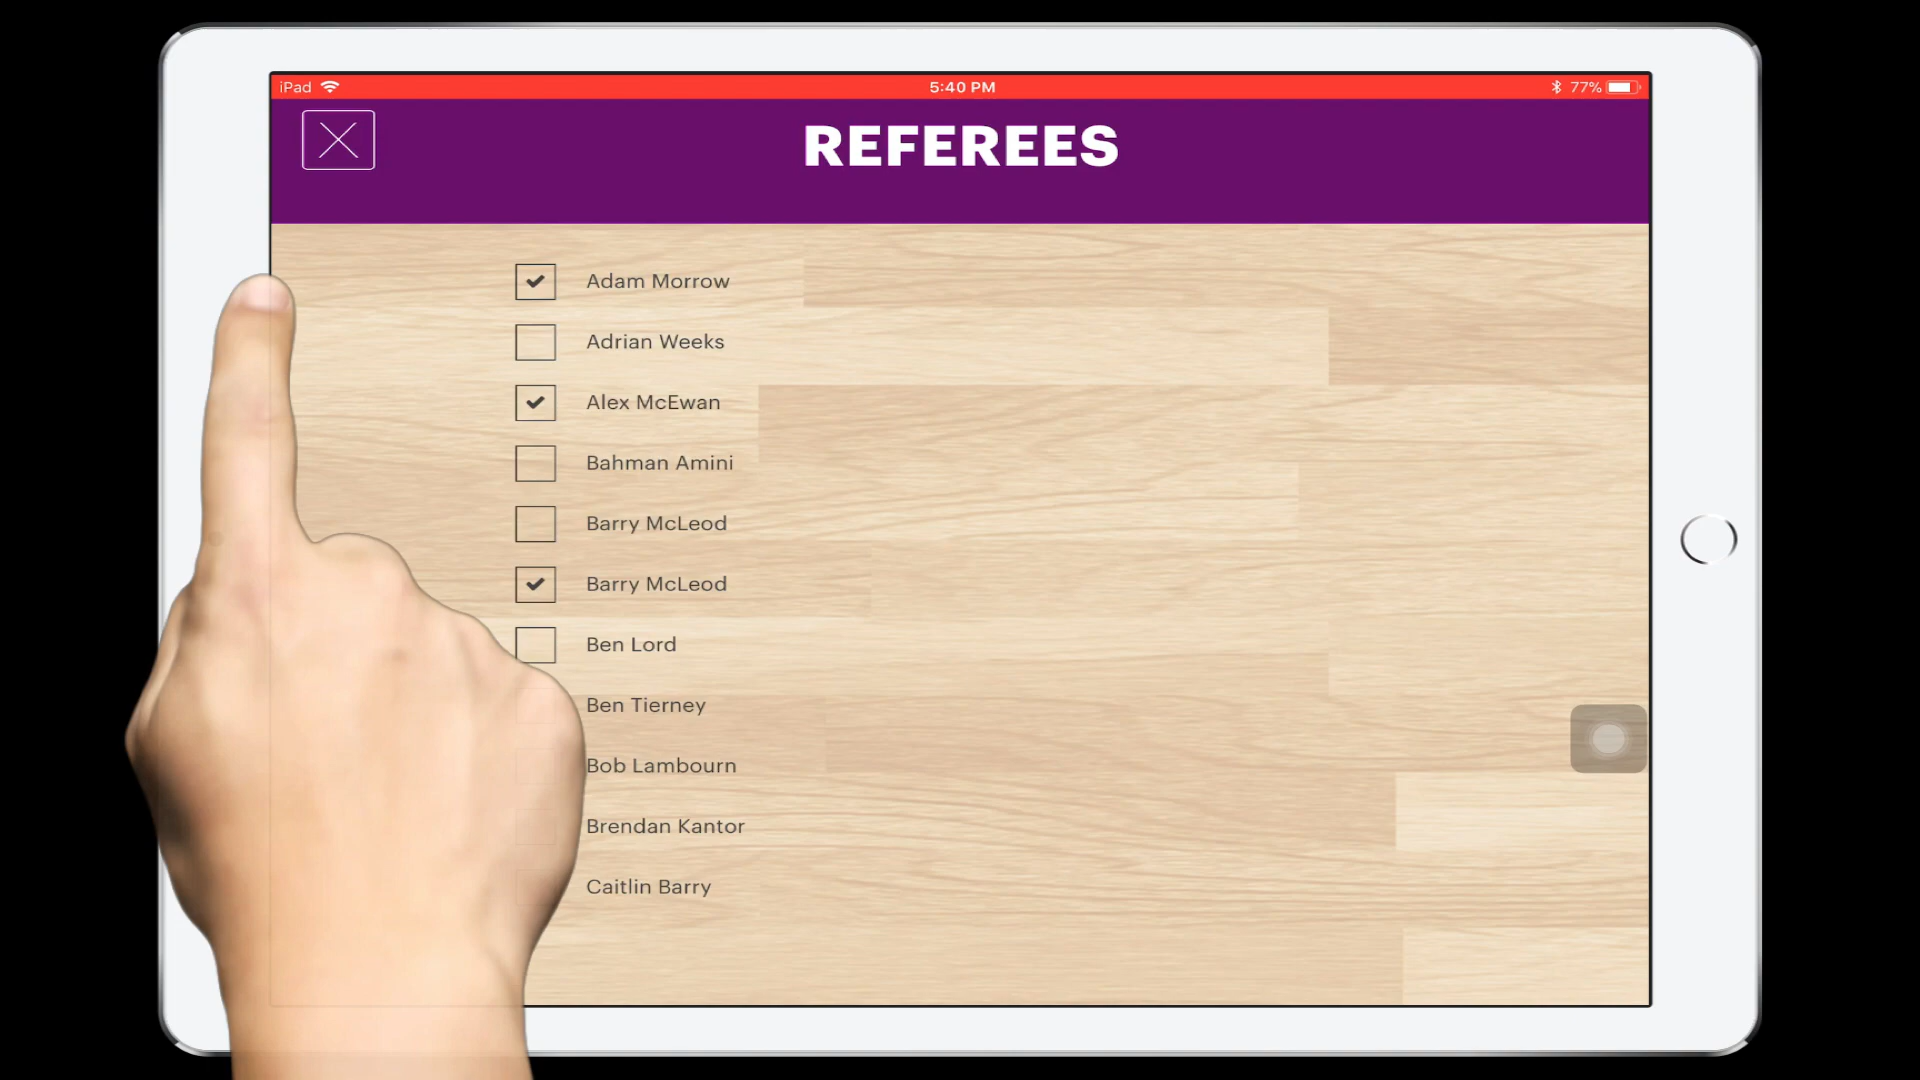 iPad 5:40 PM 77%
REFEREES
Adam Morrow
Adrian Weeks
Alex McEwan
Bahman Amini
Barry McLeod
Barry McLeod
Ben Lord
Ben Tierney
Bob Lambourn
Brendan Kantor
Caitlin Barry